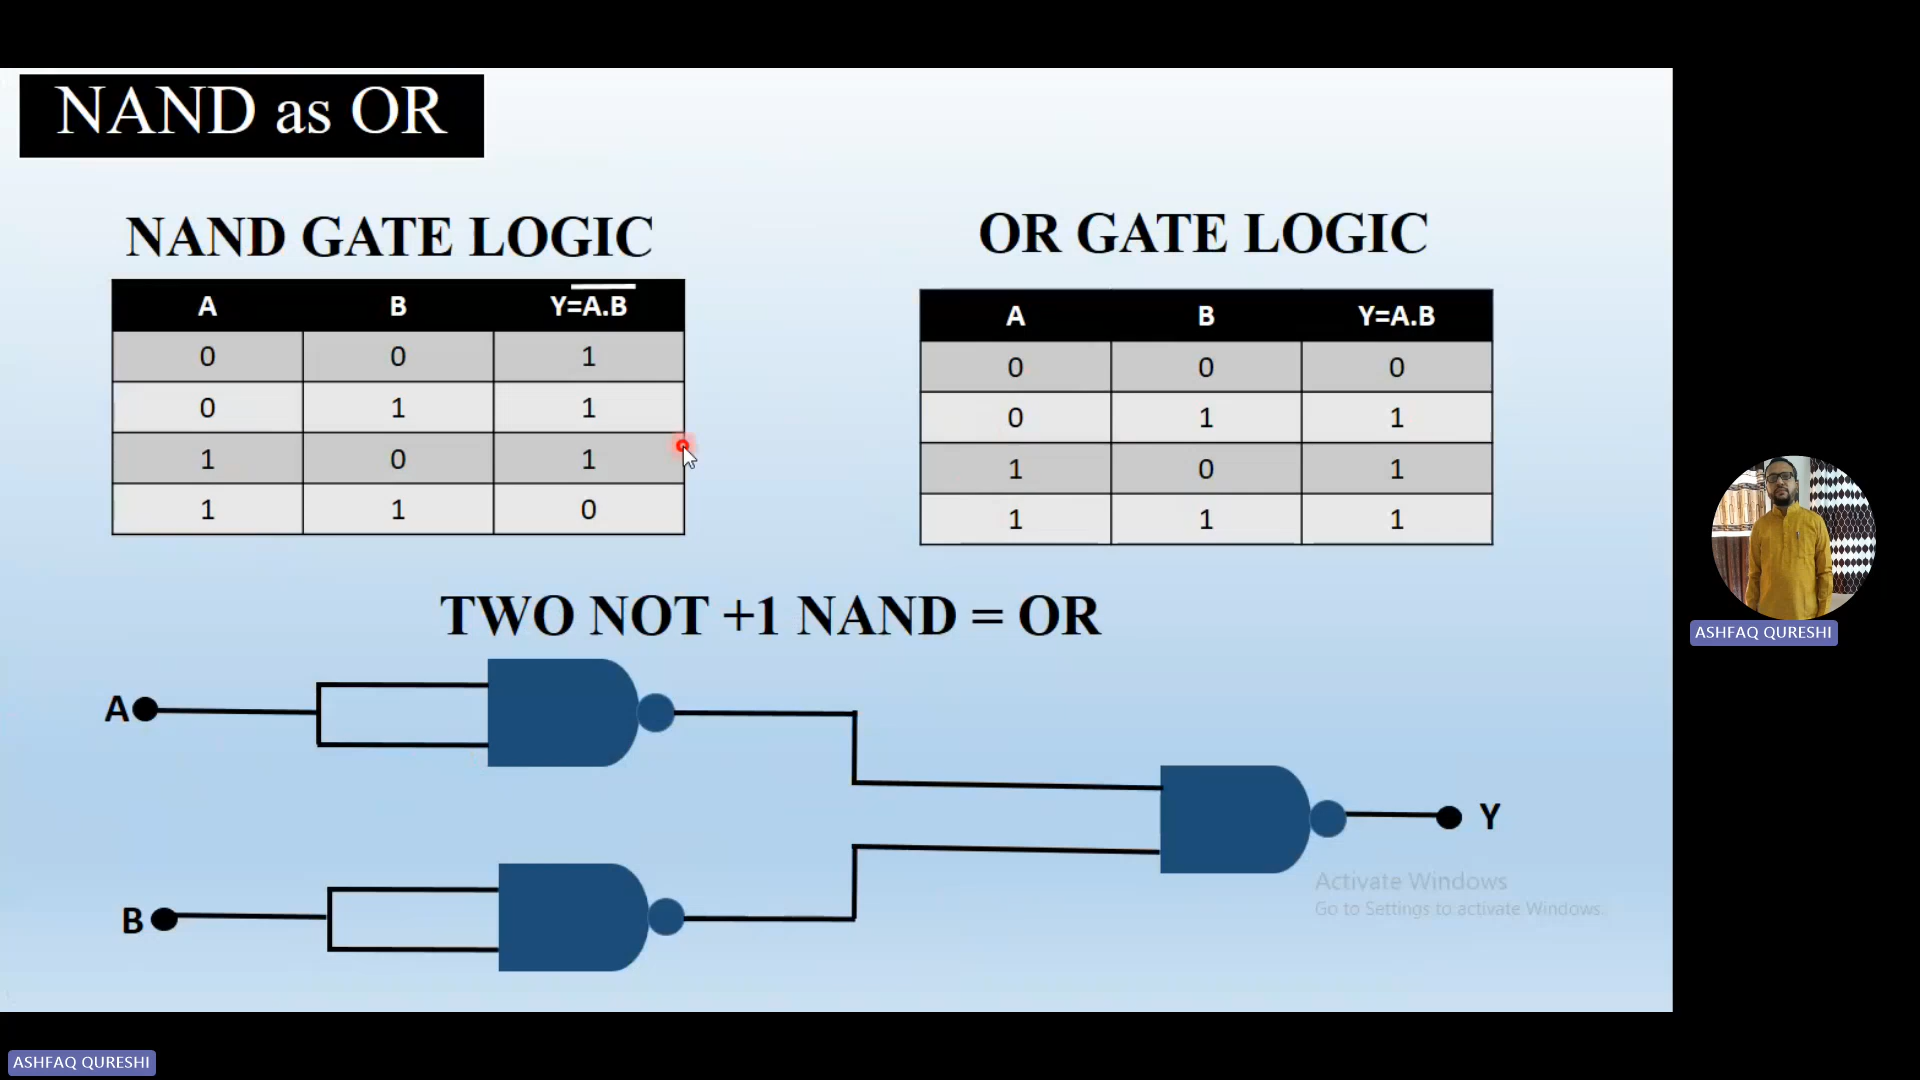 NAND as OR
NAND GATE LOGIC
A B Y=A.B
0 0 1
0 1 1
1 0 1
1 1 0
OR GATE LOGIC
A B Y=A.B
0 0 0
0 1 1
1 0 1
1 1 1
TWO NOT +1 NAND = OR
A
B
Y
Activate Windows
Go to Settings to activate Windows.
ASHFAQ QURESHI
ASHFAQ QURESHI